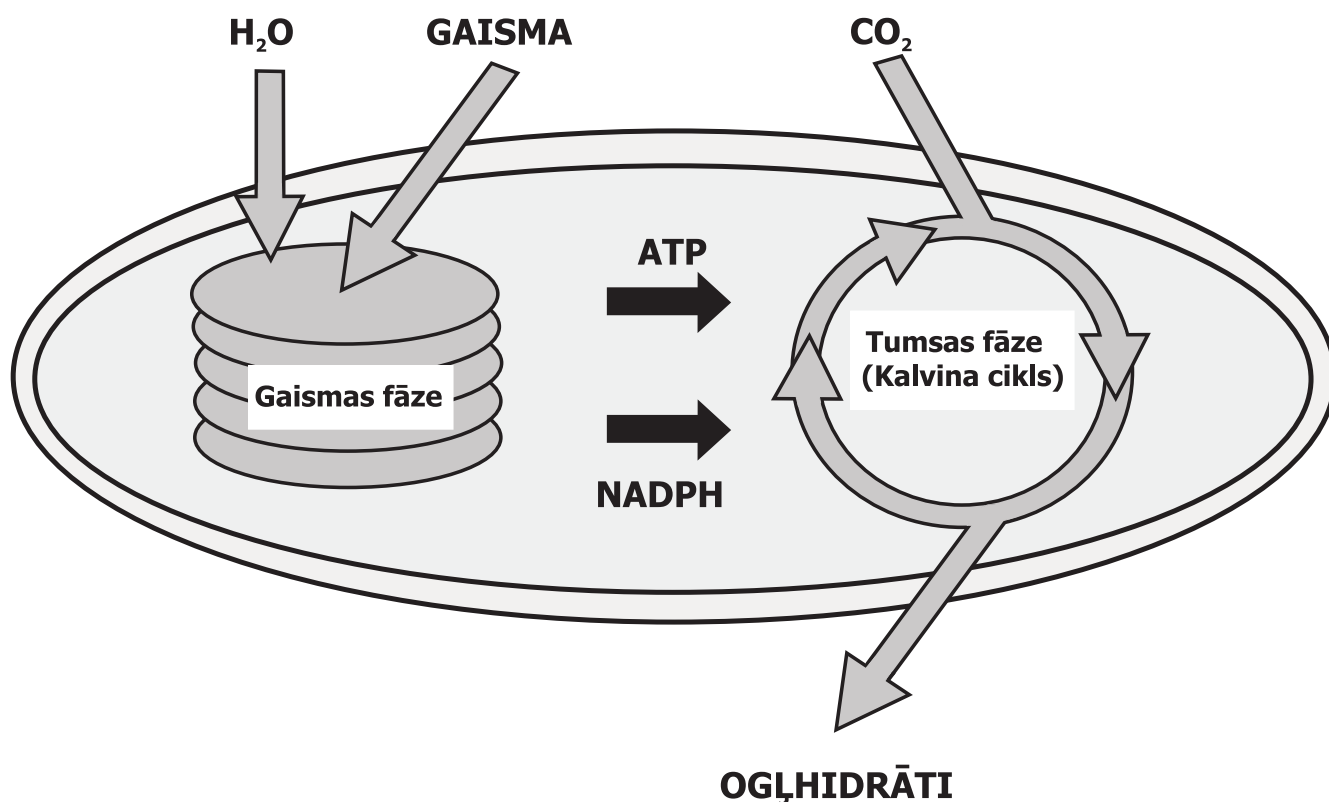 H₂O
GAISMA
CO₂
ATP
Gaismas fāze
Tumsas fāze
(Kalvina cikls)
NADPH
OGĻHIDRĀTI